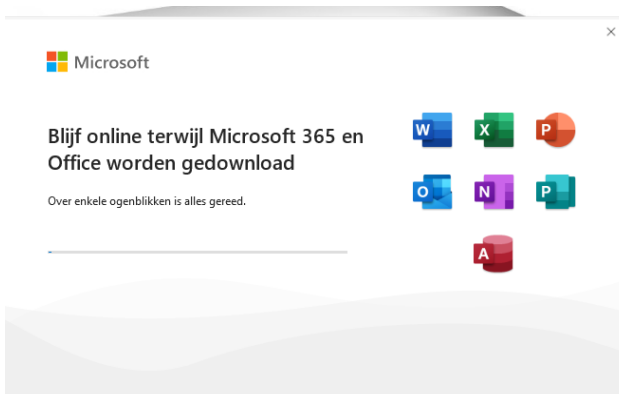 Microsoft
Blijf online terwijl Microsoft 365 en
Office worden gedownload
Over enkele ogenblikken is alles gereed.
W
X
P
O
N
P
A